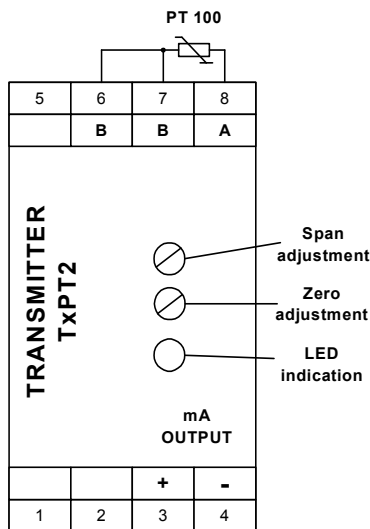 PT 100
5 6 7 8
B B A
TRANSMITTER
TxPT2
Span
adjustment
Zero
adjustment
LED
indication
mA
OUTPUT
+ -
1 2 3 4